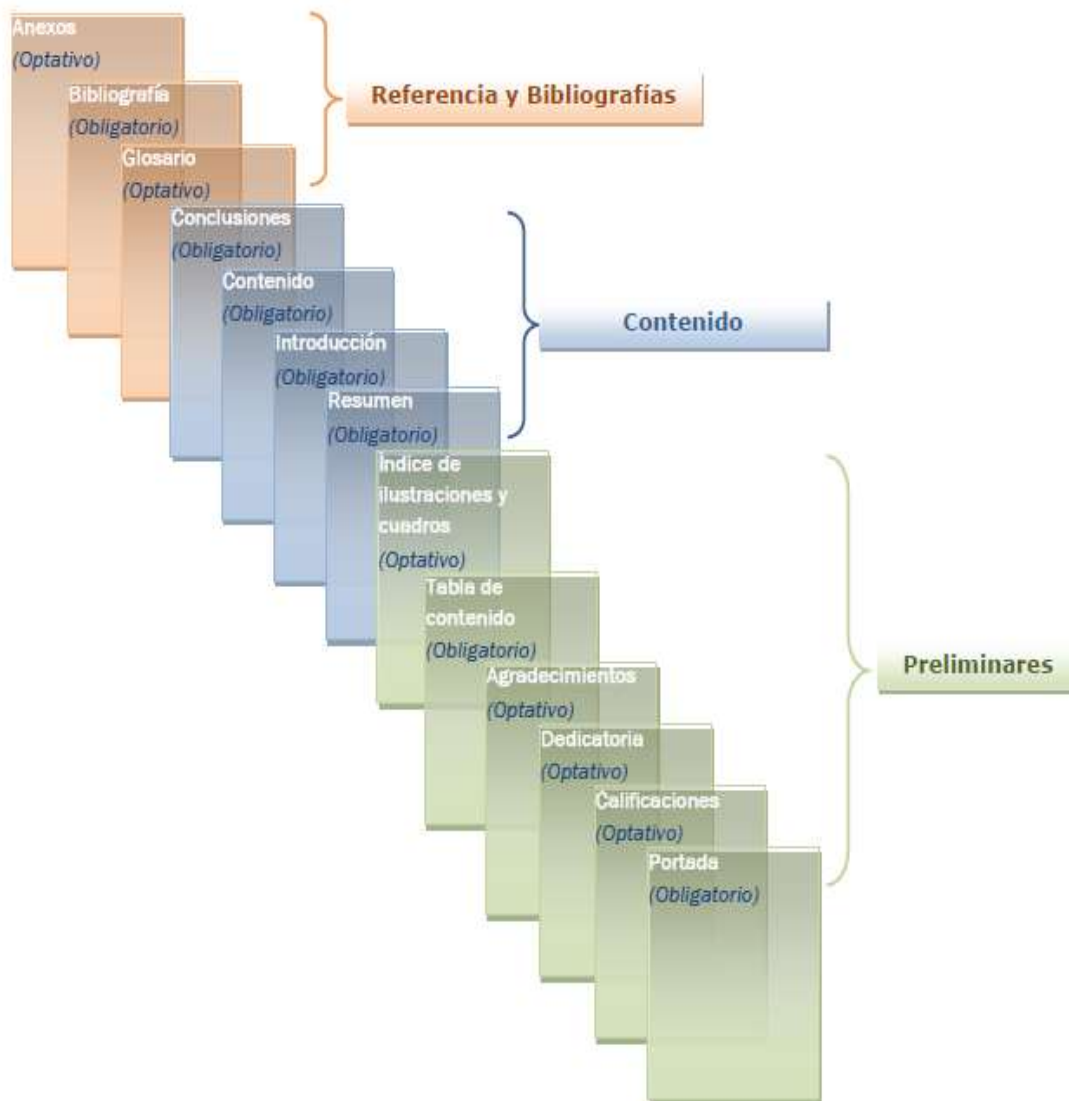 Anexos
(Optativo)
Bibliografía
(Obligatorio)
Glosario
(Optativo)
Referencia y Bibliografías
Conclusiones
(Obligatorio)
Contenido
(Obligatorio)
Introducción
(Obligatorio)
Resumen
(Obligatorio)
Contenido
Índice de
ilustraciones y
cuadros
(Optativo)
Tabla de
contenido
(Obligatorio)
Agradecimientos
(Optativo)
Dedicatoria
(Optativo)
Calificaciones
(Optativo)
Portada
(Obligatorio)
Preliminares